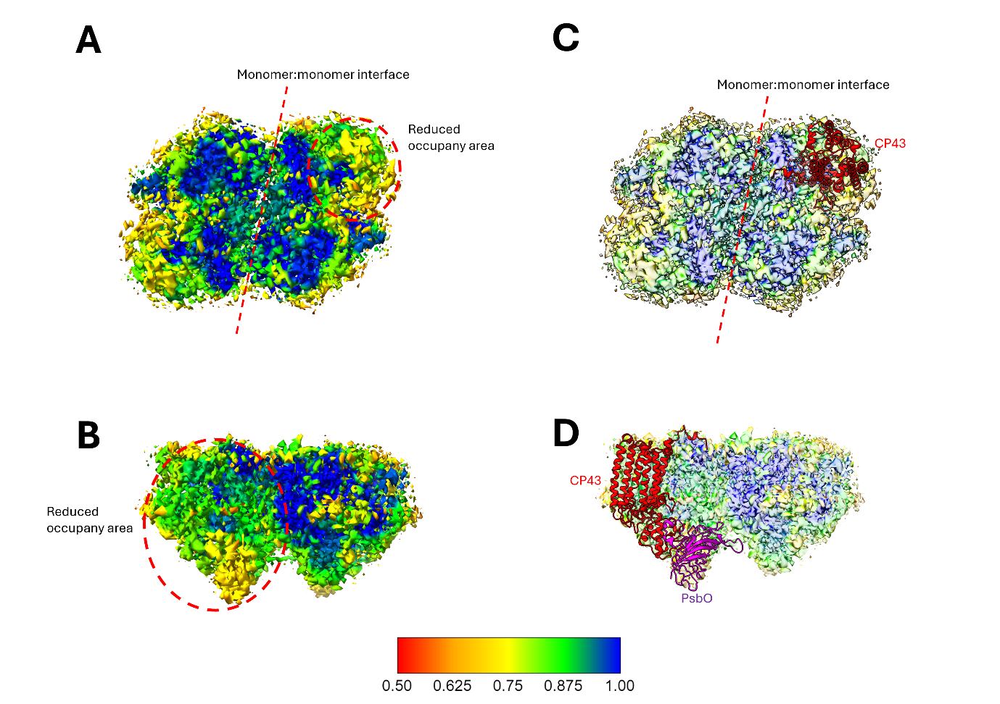 A
Monomer:monomer interface
Reduced
occupany area
C
Monomer:monomer interface
CP43
B
Reduced
occupany area
D
CP43
PsbO
0.50 0.625 0.75 0.875 1.00